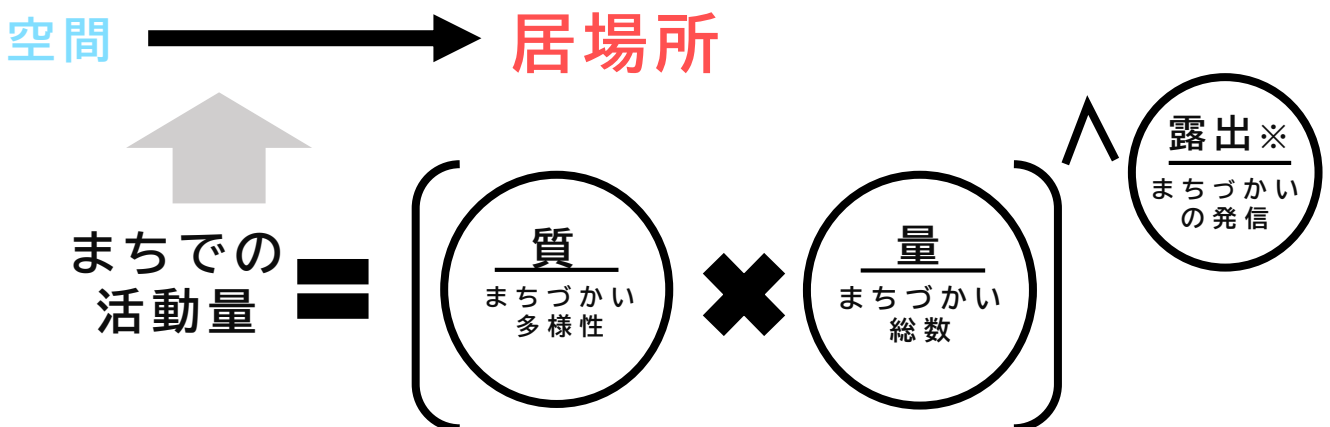 空間
居場所
まちでの
活動量
=
質
まちづかい
多様性
×
量
まちづかい
総数
^
露出※
まちづかい
の発信